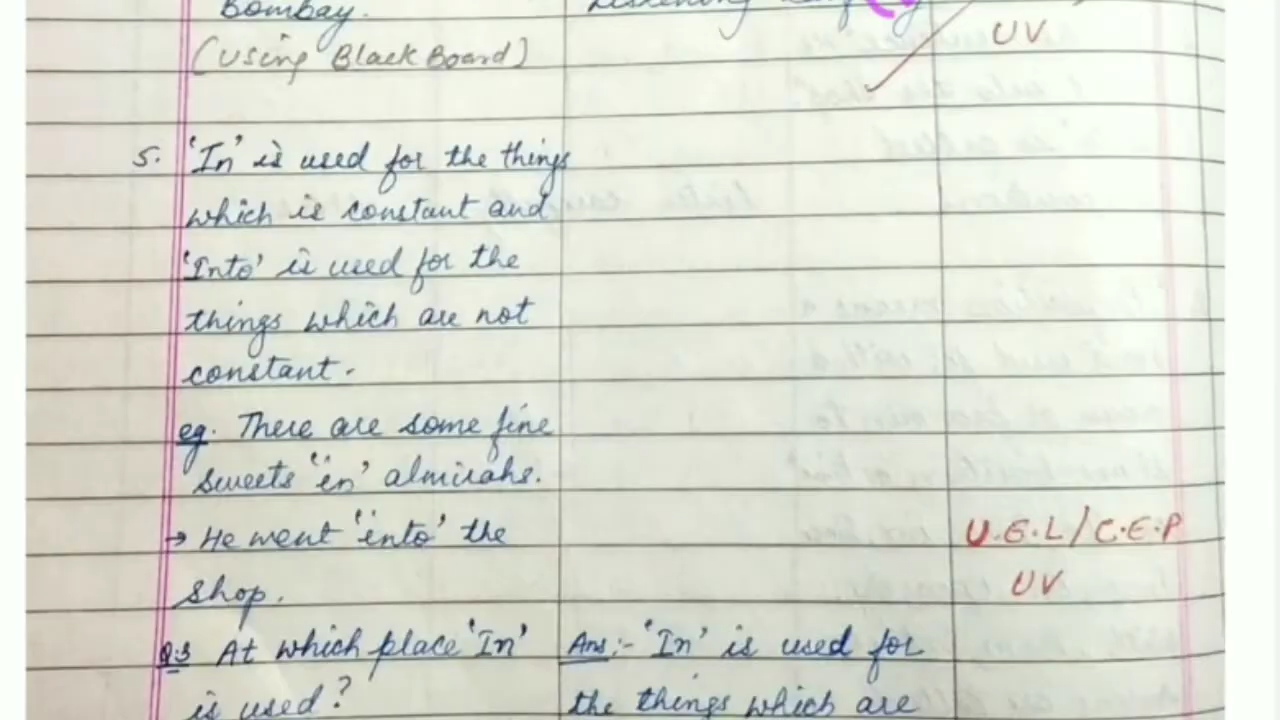 Bombay.
Listening
UV
(Using Black Board)
5. 'In' is used for the things
which is constant and
'Into' is used for the
things which are not
constant.
eg. There are some fine
sweets 'in' almirahs.
→ He went 'into' the
shop.
U.G.L/C.E.P
UV
Q.3 At which place 'In'
is used?
Ans:- 'In' is used for
the things which are